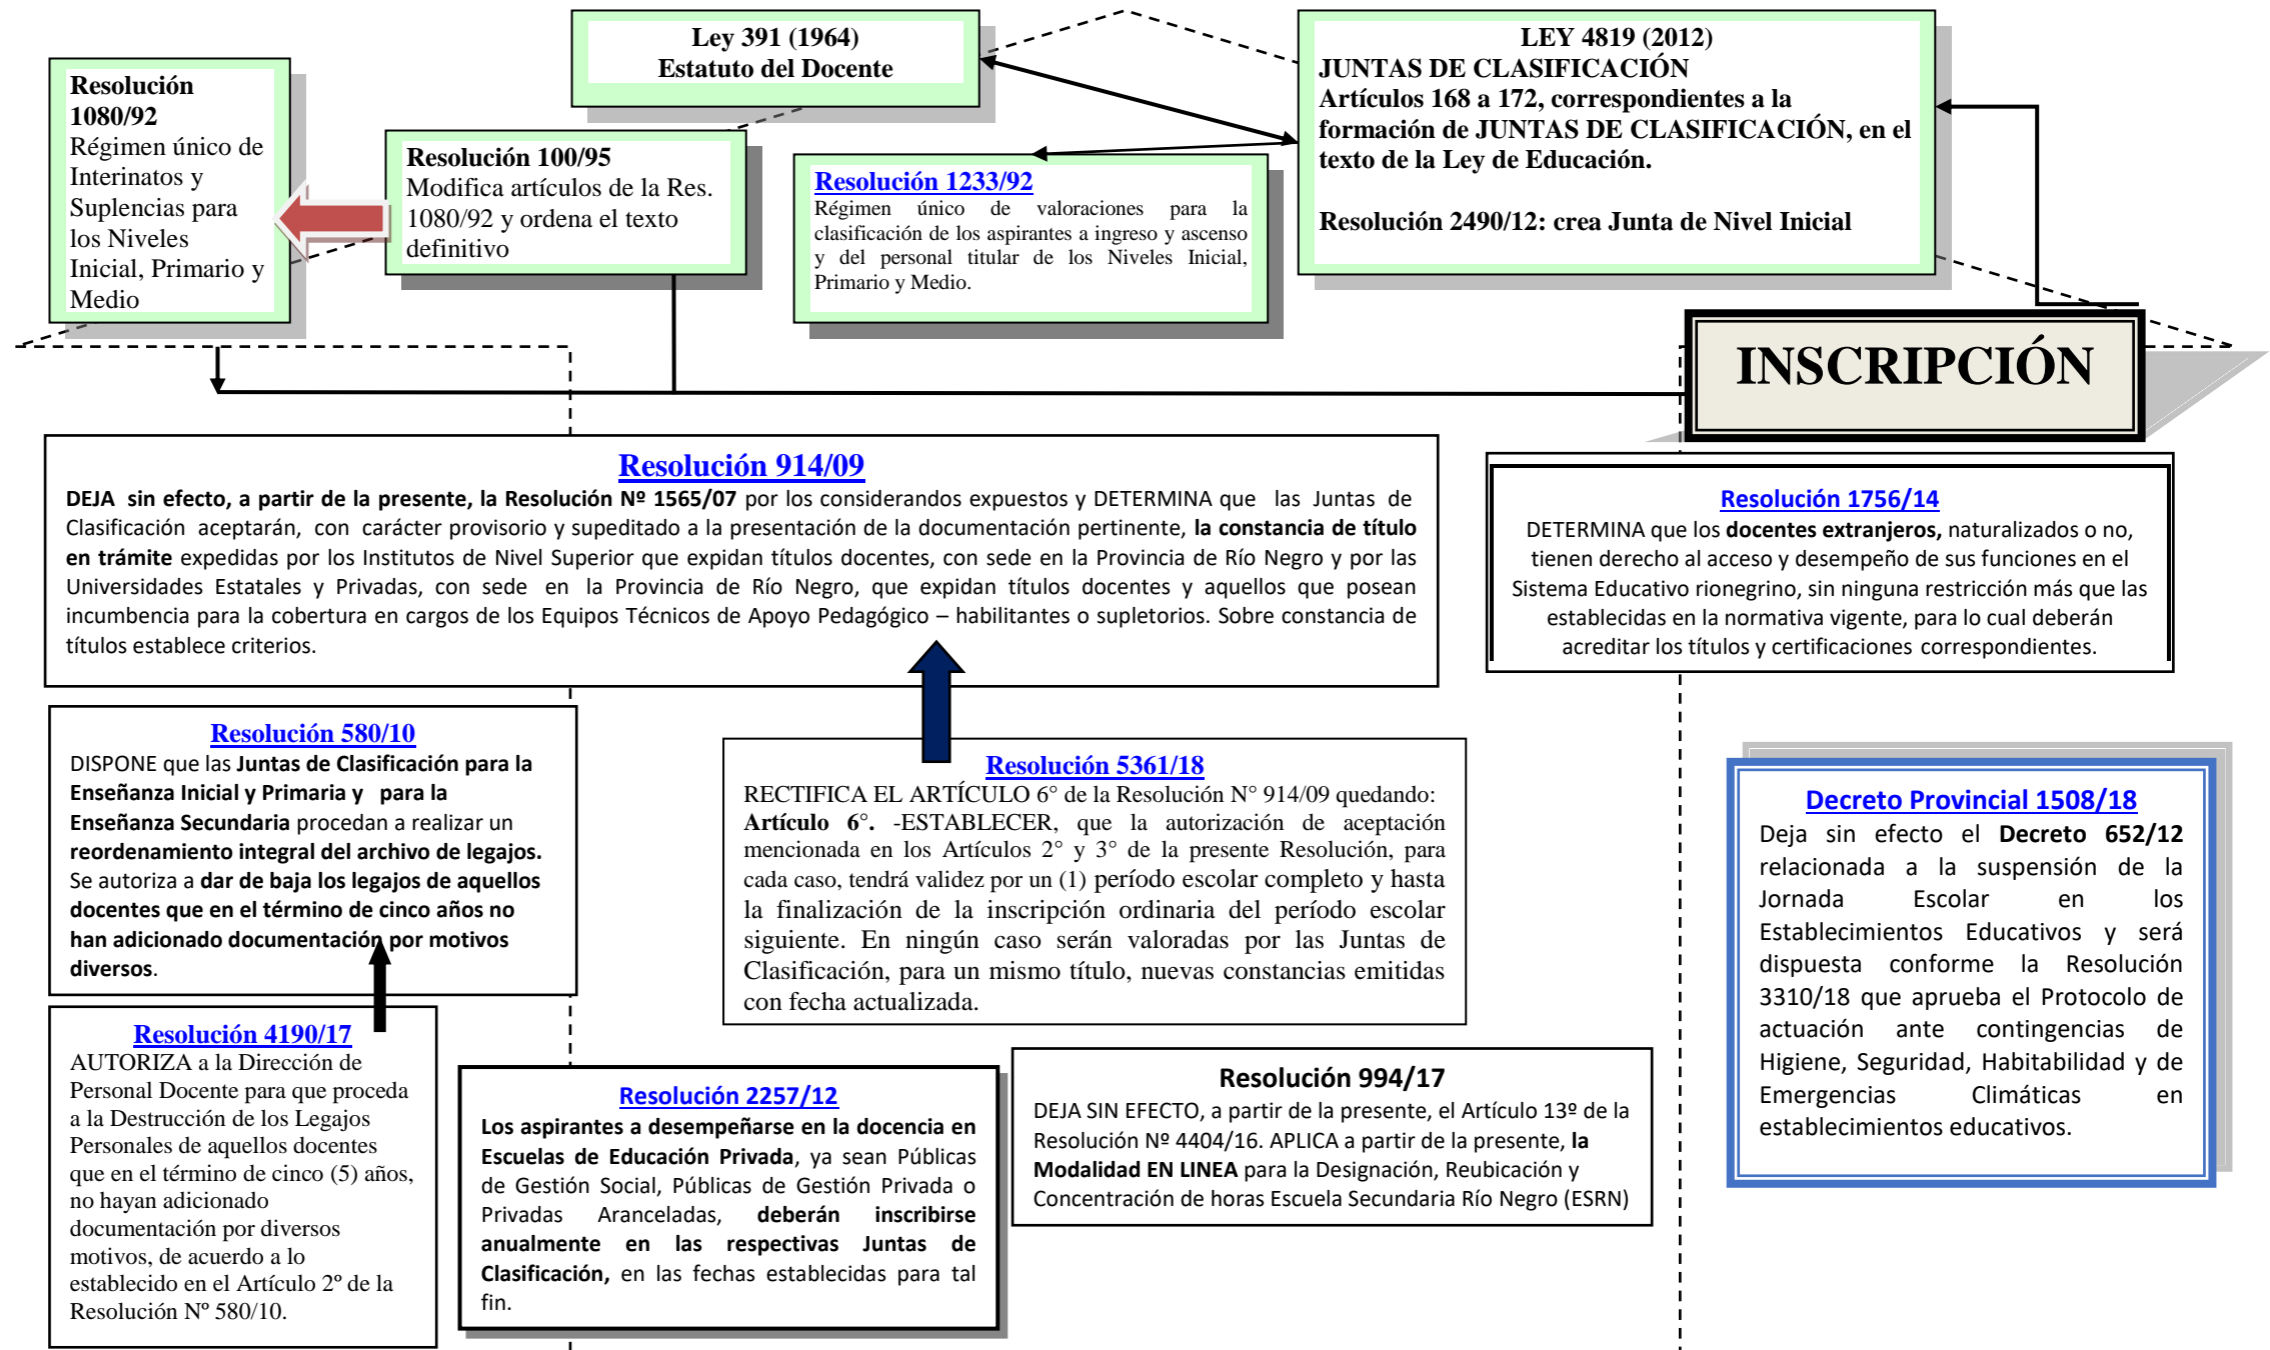 Ley 391 (1964)
Estatuto del Docente
LEY 4819 (2012)
JUNTAS DE CLASIFICACIÓN
Artículos 168 a 172, correspondientes a la
formación de JUNTAS DE CLASIFICACIÓN, en el
texto de la Ley de Educación.
Resolución 2490/12: crea Junta de Nivel Inicial
Resolución
1080/92
Régimen único de
Interinatos y
Suplencias para
los Niveles
Inicial, Primario y
Medio
Resolución 100/95
Modifica artículos de la Res.
1080/92 y ordena el texto
definitivo
Resolución 1233/92
Régimen único de valoraciones para la
clasificación de los aspirantes a ingreso y ascenso
y del personal titular de los Niveles Inicial,
Primario y Medio.
INSCRIPCIÓN
Resolución 914/09
DEJA sin efecto, a partir de la presente, la Resolución Nº 1565/07 por los considerandos expuestos y DETERMINA que las Juntas de
Clasificación aceptarán, con carácter provisorio y supeditado a la presentación de la documentación pertinente, la constancia de título
en trámite expedidas por los Institutos de Nivel Superior que expidan títulos docentes, con sede en la Provincia de Río Negro y por las
Universidades Estatales y Privadas, con sede en la Provincia de Río Negro, que expidan títulos docentes y aquellos que posean
incumbencia para la cobertura en cargos de los Equipos Técnicos de Apoyo Pedagógico – habilitantes o supletorios. Sobre constancia de
títulos establece criterios.
Resolución 1756/14
DETERMINA que los docentes extranjeros, naturalizados o no,
tienen derecho al acceso y desempeño de sus funciones en el
Sistema Educativo rionegrino, sin ninguna restricción más que las
establecidas en la normativa vigente, para lo cual deberán
acreditar los títulos y certificaciones correspondientes.
Resolución 580/10
DISPONE que las Juntas de Clasificación para la
Enseñanza Inicial y Primaria y para la
Enseñanza Secundaria procedan a realizar un
reordenamiento integral del archivo de legajos.
Se autoriza a dar de baja los legajos de aquellos
docentes que en el término de cinco años no
han adicionado documentación por motivos
diversos.
Resolución 5361/18
RECTIFICA EL ARTÍCULO 6° de la Resolución N° 914/09 quedando:
Artículo 6°. -ESTABLECER, que la autorización de aceptación
mencionada en los Artículos 2° y 3° de la presente Resolución, para
cada caso, tendrá validez por un (1) período escolar completo y hasta
la finalización de la inscripción ordinaria del período escolar
siguiente. En ningún caso serán valoradas por las Juntas de
Clasificación, para un mismo título, nuevas constancias emitidas
con fecha actualizada.
Decreto Provincial 1508/18
Deja sin efecto el Decreto 652/12
relacionada a la suspensión de la
Jornada Escolar en los
Establecimientos Educativos y será
dispuesta conforme la Resolución
3310/18 que aprueba el Protocolo de
actuación ante contingencias de
Higiene, Seguridad, Habitabilidad y de
Emergencias Climáticas en
establecimientos educativos.
Resolución 4190/17
AUTORIZA a la Dirección de
Personal Docente para que proceda
a la Destrucción de los Legajos
Personales de aquellos docentes
que en el término de cinco (5) años,
no hayan adicionado
documentación por diversos
motivos, de acuerdo a lo
establecido en el Artículo 2º de la
Resolución Nº 580/10.
Resolución 2257/12
Los aspirantes a desempeñarse en la docencia en
Escuelas de Educación Privada, ya sean Públicas
de Gestión Social, Públicas de Gestión Privada o
Privadas Aranceladas, deberán inscribirse
anualmente en las respectivas Juntas de
Clasificación, en las fechas establecidas para tal
fin.
Resolución 994/17
DEJA SIN EFECTO, a partir de la presente, el Artículo 13º de la
Resolución Nº 4404/16. APLICA a partir de la presente, la
Modalidad EN LINEA para la Designación, Reubicación y
Concentración de horas Escuela Secundaria Río Negro (ESRN)